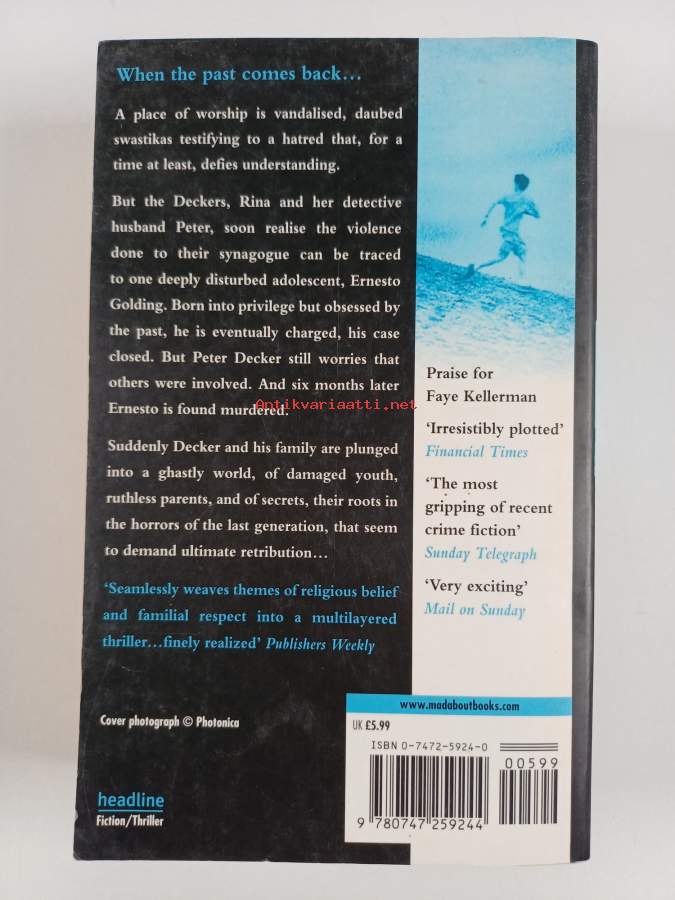 When the past comes back...
A place of worship is vandalised, daubed
swastikas testifying to a hatred that, for a
time at least, defies understanding.
But the Deckers, Rina and her detective
husband Peter, soon realise the violence
done to their synagogue can be traced
to one deeply disturbed adolescent, Ernesto
Golding. Born into privilege but obsessed by
the past, he is eventually charged, his case
closed. But Peter Decker still worries that
others were involved. And six months later
Ernesto is found murdered.
Antikvariaatti.net
Suddenly Decker and his family are plunged
into a ghastly world, of damaged youth,
ruthless parents, and of secrets, their roots in
the horrors of the last generation, that seem
to demand ultimate retribution...
‘Seamlessly weaves themes of religious belief
and familial respect into a multilayered
thriller...finely realized’ Publishers Weekly
Cover photograph © Photonica
headline
Fiction/Thriller
Praise for
Faye Kellerman
‘Irresistibly plotted’
Financial Times
‘The most
gripping of recent
crime fiction’
Sunday Telegraph
‘Very exciting’
Mail on Sunday
www.madaboutbooks.com
UK £5.99
ISBN 0-7472-5924-0
00599
9 780747 259244